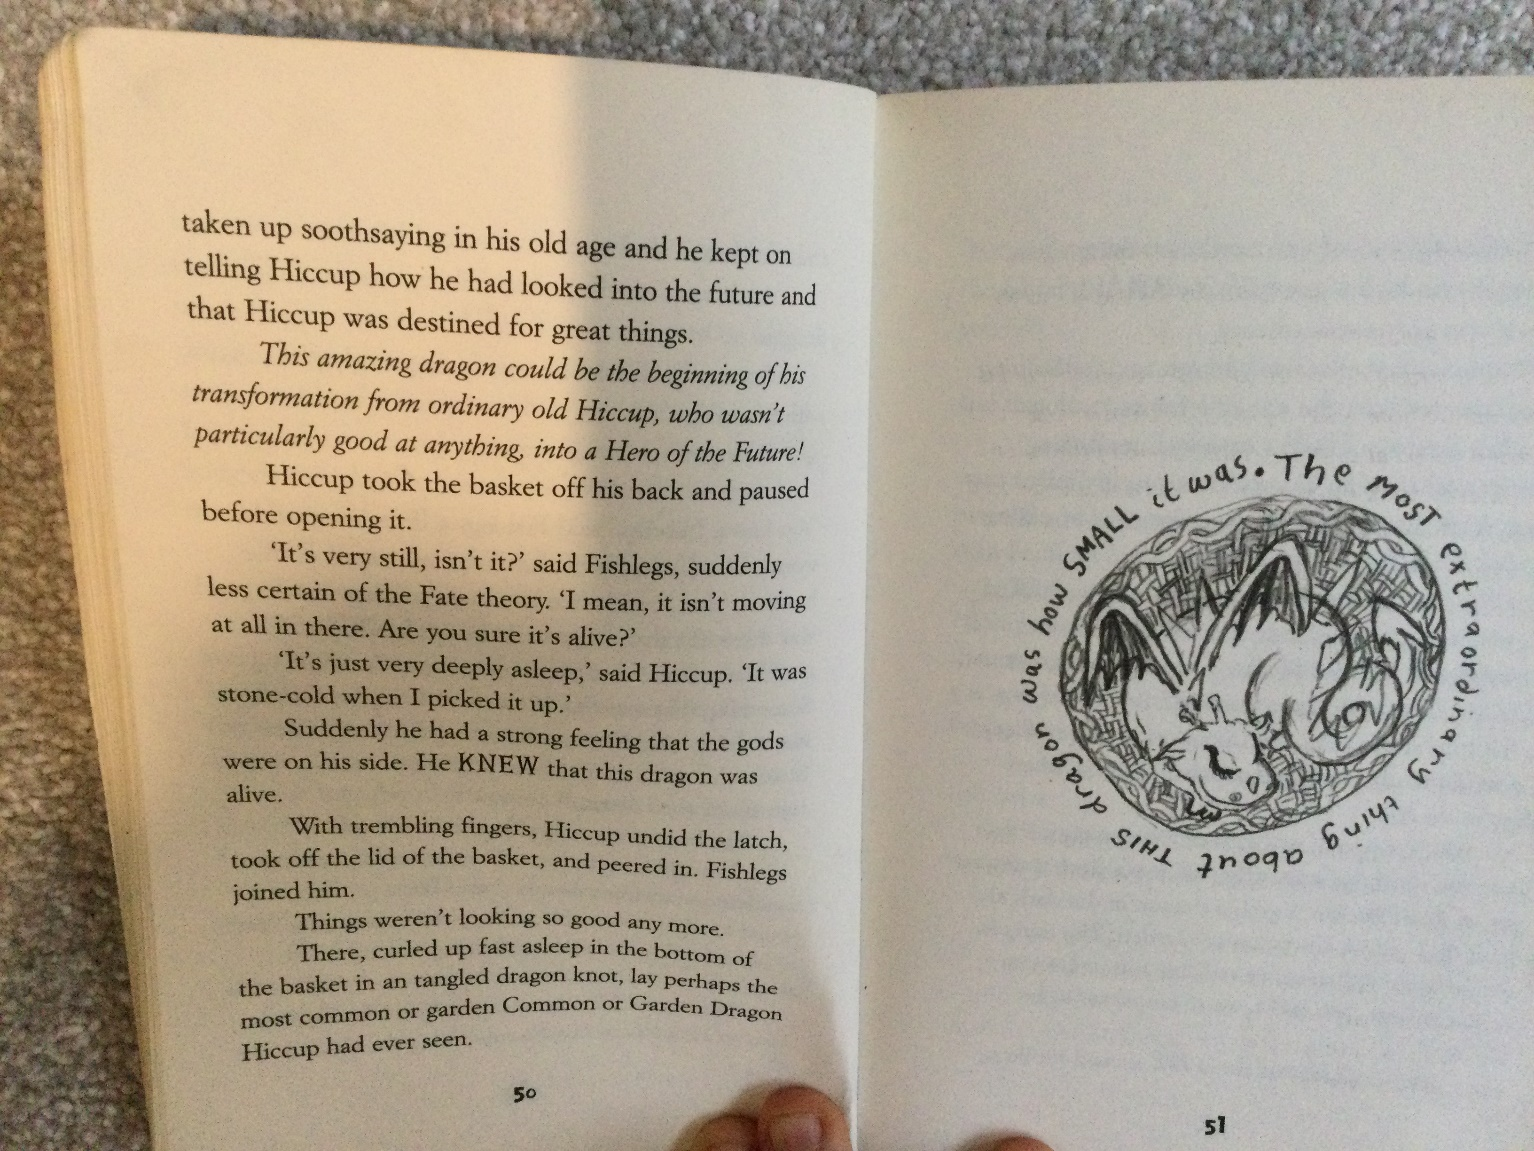 taken up soothsaying in his old age and he kept on
telling Hiccup how he had looked into the future and
that Hiccup was destined for great things.
This amazing dragon could be the beginning of his
transformation from ordinary old Hiccup, who wasn't
particularly good at anything, into a Hero of the Future!
Hiccup took the basket off his back and paused
before opening it.
'It's very still, isn't it?' said Fishlegs, suddenly
less certain of the Fate theory. 'I mean, it isn't moving
at all in there. Are you sure it's alive?'
'It's just very deeply asleep,' said Hiccup. 'It was
stone-cold when I picked it up.'
Suddenly he had a strong feeling that the gods
were on his side. He KNEW that this dragon was
alive.
With trembling fingers, Hiccup undid the latch,
took off the lid of the basket, and peered in. Fishlegs
joined him.
Things weren't looking so good any more.
There, curled up fast asleep in the bottom of
the basket in an tangled dragon knot, lay perhaps the
most common or garden Common or Garden Dragon
Hiccup had ever seen.
50
The MOST extraordinary thing about THIS dragon was how SMALL it was.
51